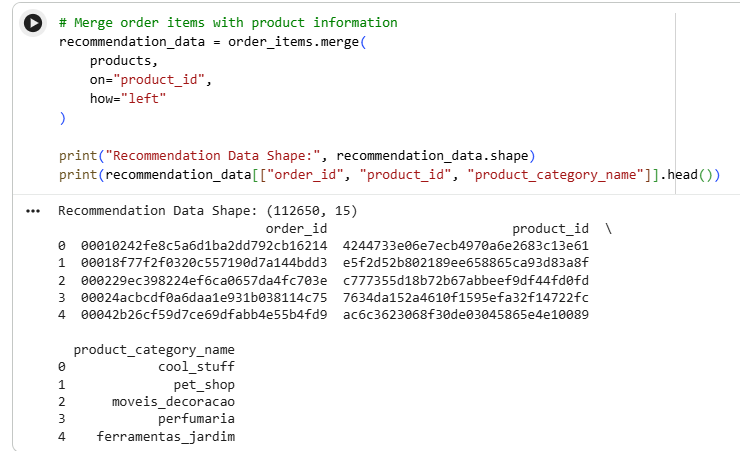 # Merge order items with product information
recommendation_data = order_items.merge(
    products,
    on="product_id",
    how="left"
)
print("Recommendation Data Shape:", recommendation_data.shape)
print(recommendation_data[["order_id", "product_id", "product_category_name"]].head())
Recommendation Data Shape: (112650, 15)
                           order_id                        product_id  \
0  00010242fe8c5a6d1ba2dd792cb16214  4244733e06e7ecb4970a6e2683c13e61
1  00018f77f2f0320c557190d7a144bdd3  e5f2d52b802189ee658865ca93d83a8f
2  000229ec398224ef6ca0657da4fc703e  c777355d18b72b67abbeef9df44fd0fd
3  00024acbcdf0a6daa1e931b038114c75  7634da152a4610f1595efa32f14722fc
4  00042b26cf59d7ce69dfabb4e55b4fd9  ac6c3623068f30de03045865e4e10089
  product_category_name
0            cool_stuff
1              pet_shop
2      moveis_decoracao
3            perfumaria
4    ferramentas_jardim